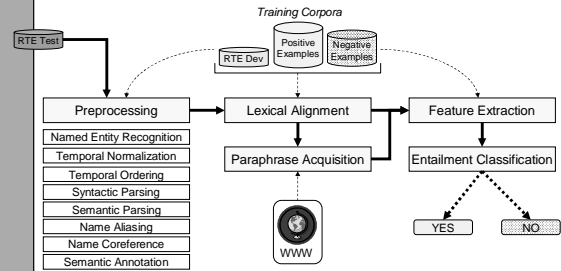 Training Corpora
RTE Test
RTE Dev
Positive
Examples
Negative
Examples
Preprocessing
Lexical Alignment
Feature Extraction
Named Entity Recognition
Temporal Normalization
Temporal Ordering
Syntactic Parsing
Semantic Parsing
Name Aliasing
Name Coreference
Semantic Annotation
Paraphrase Acquisition
Entailment Classification
WWW
YES
NO